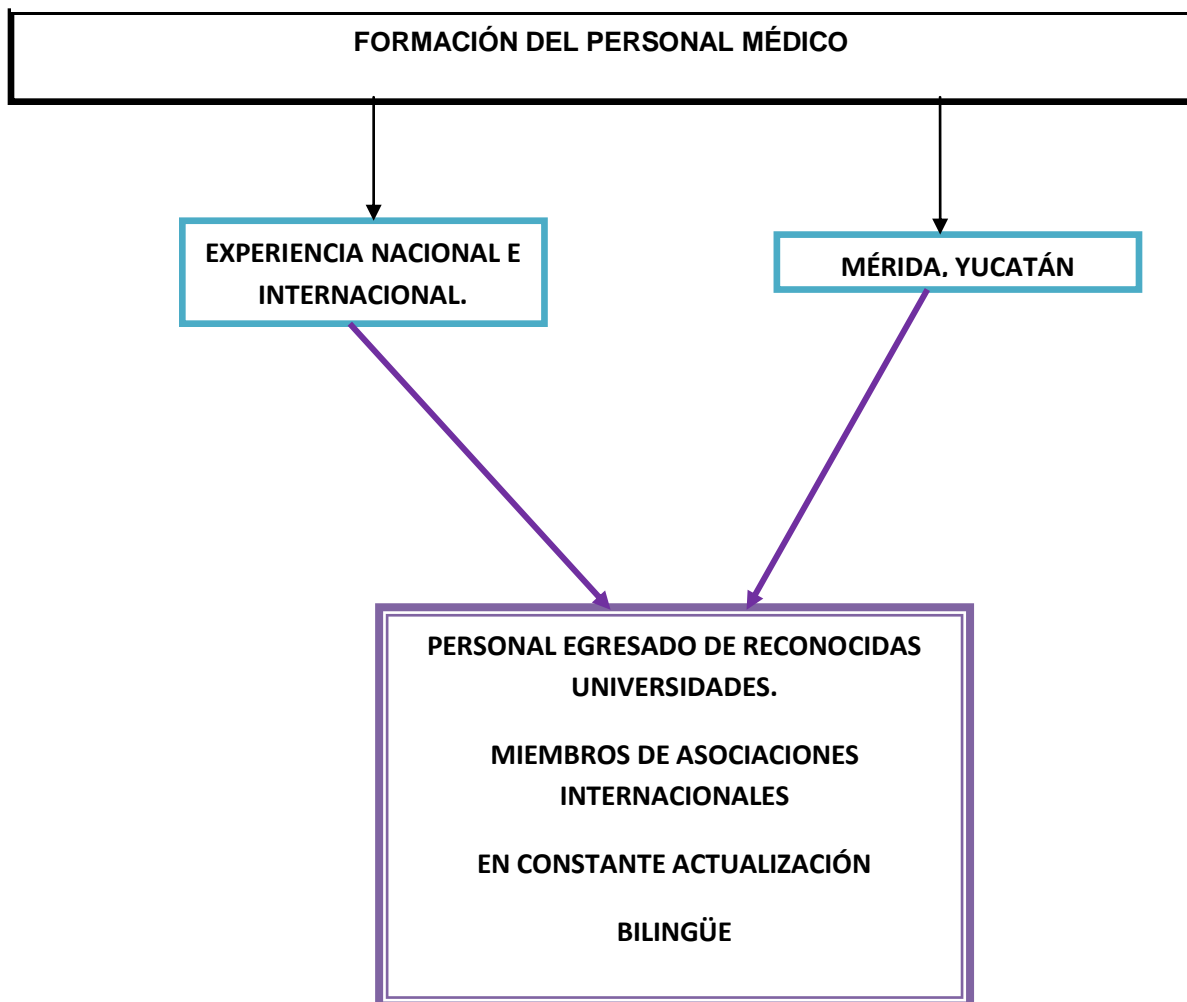 FORMACIÓN DEL PERSONAL MÉDICO
EXPERIENCIA NACIONAL E
INTERNACIONAL.
MÉRIDA, YUCATÁN
PERSONAL EGRESADO DE RECONOCIDAS
UNIVERSIDADES.
MIEMBROS DE ASOCIACIONES
INTERNACIONALES
EN CONSTANTE ACTUALIZACIÓN
BILINGÜE